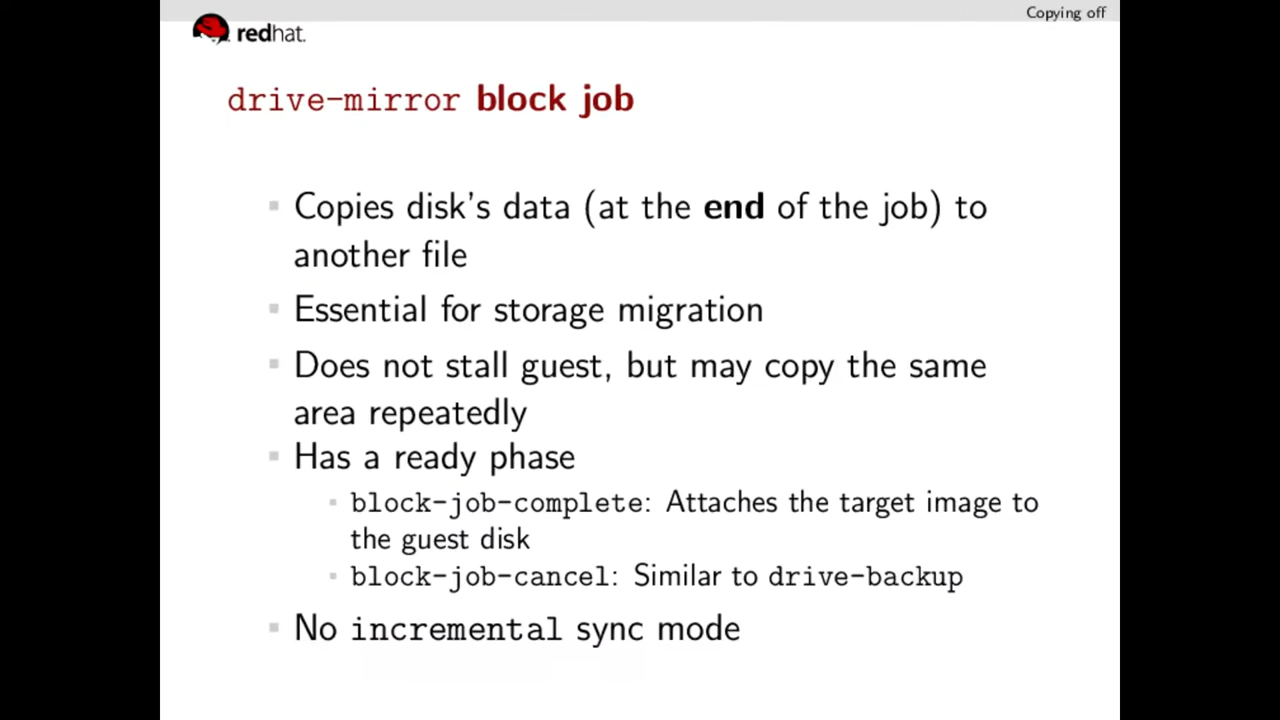 Copying off
redhat.
drive-mirror block job
Copies disk's data (at the end of the job) to
another file
Essential for storage migration
Does not stall guest, but may copy the same
area repeatedly
Has a ready phase
block-job-complete: Attaches the target image to
the guest disk
block-job-cancel: Similar to drive-backup
No incremental sync mode